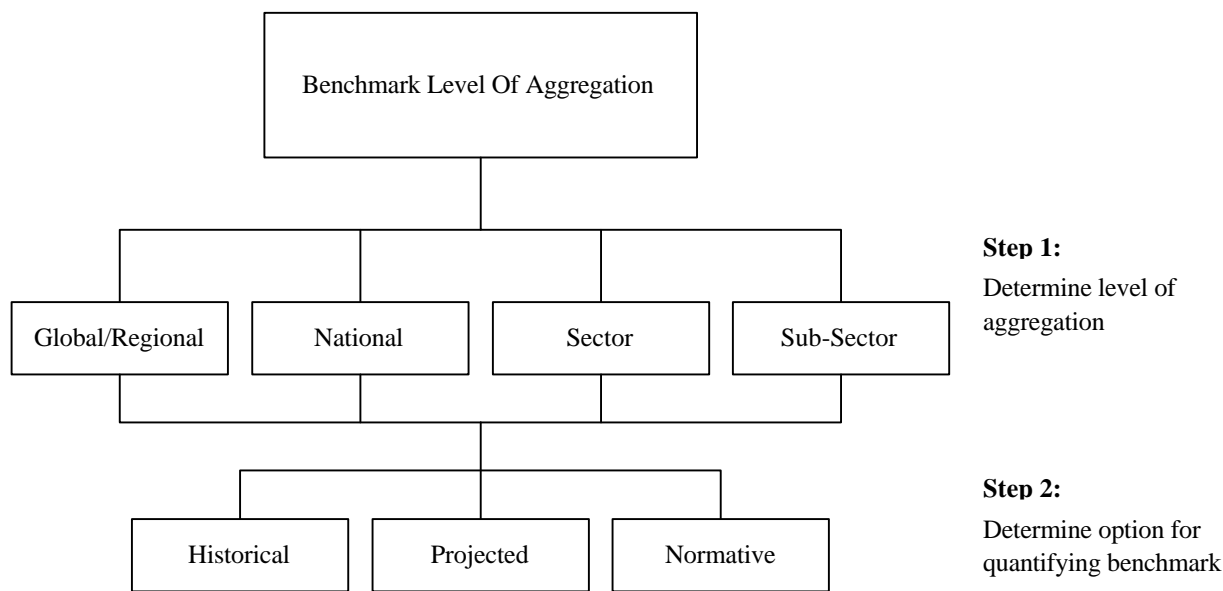 Benchmark Level Of Aggregation
Step 1:
Determine level of
aggregation
Global/Regional
National
Sector
Sub-Sector
Step 2:
Determine option for
quantifying benchmark
Historical
Projected
Normative